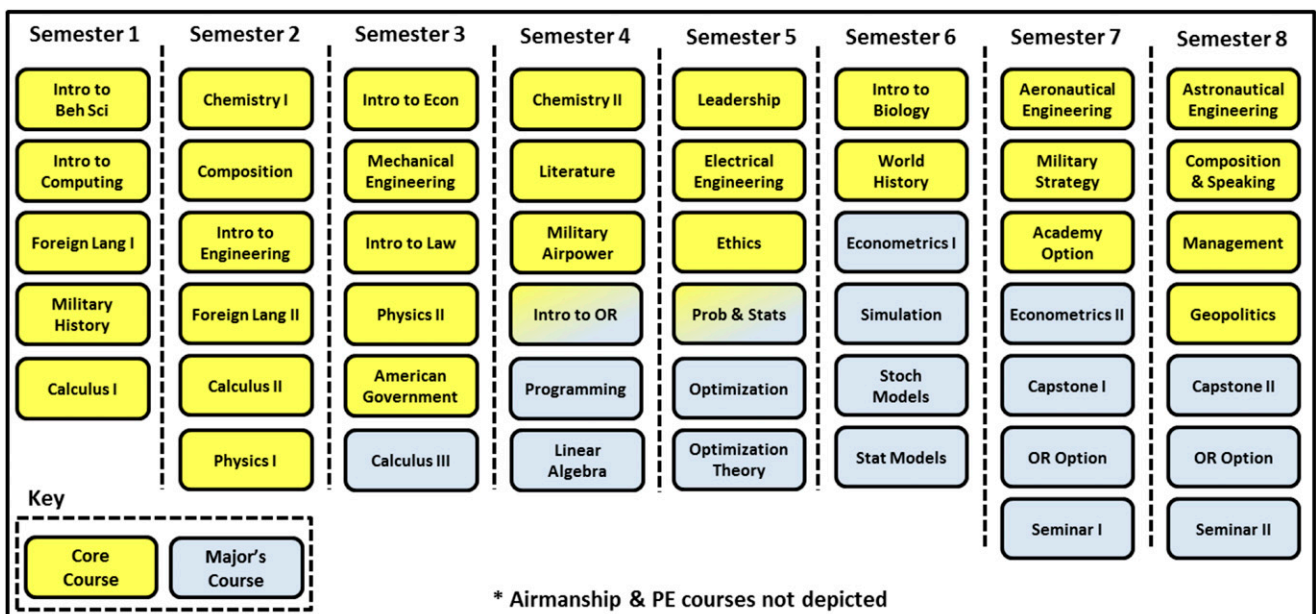 Semester 1
Intro to
Beh Sci
Intro to
Computing
Foreign Lang I
Military
History
Calculus I
Semester 2
Chemistry I
Composition
Intro to
Engineering
Foreign Lang II
Calculus II
Physics I
Semester 3
Intro to Econ
Mechanical
Engineering
Intro to Law
Physics II
American
Government
Calculus III
Semester 4
Chemistry II
Literature
Military
Airpower
Intro to OR
Programming
Linear
Algebra
Semester 5
Leadership
Electrical
Engineering
Ethics
Prob & Stats
Optimization
Optimization
Theory
Semester 6
Intro to
Biology
World
History
Econometrics I
Simulation
Stoch
Models
Stat Models
Semester 7
Aeronautical
Engineering
Military
Strategy
Academy
Option
Econometrics II
Capstone I
OR Option
Seminar I
Semester 8
Astronautical
Engineering
Composition
& Speaking
Management
Geopolitics
Capstone II
OR Option
Seminar II
Key
Core
Course
Major's
Course
* Airmanship & PE courses not depicted